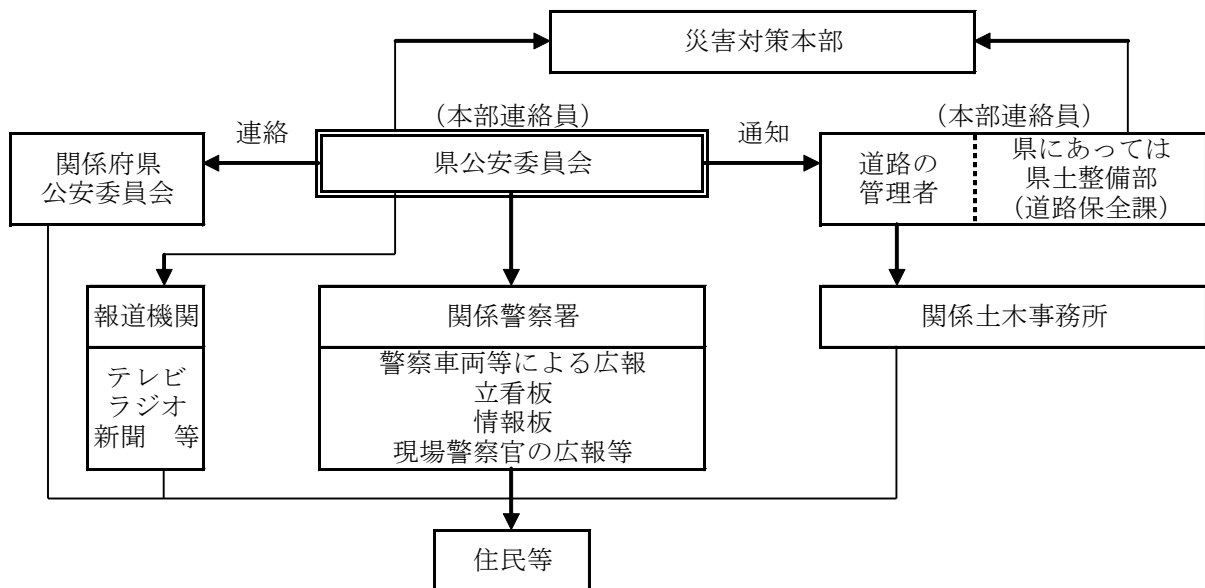 災害対策本部
(本部連絡員)
(本部連絡員)
連絡
通知
関係府県
公安委員会
県公安委員会
道路の
管理者
県にあっては
県土整備部
(道路保全課)
報道機関
関係警察署
関係土木事務所
テレビ
ラジオ
新聞 等
警察車両等による広報
立看板
情報板
現場警察官の広報等
住民等